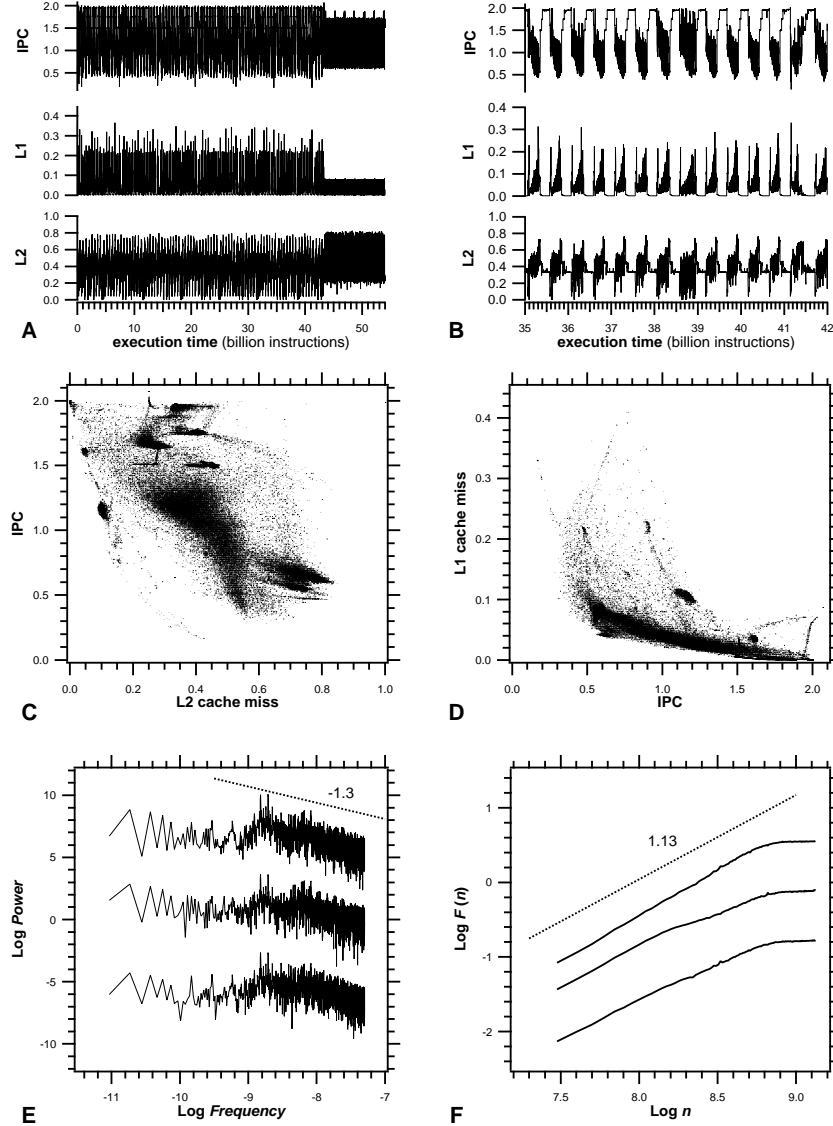 2.0
1.5
1.0
0.5
IPC
0.4
0.3
0.2
0.1
0.0
L1
1.0
0.8
0.6
0.4
0.2
0.0
L2
0 10 20 30 40 50
execution time (billion instructions)
A
2.0
1.5
1.0
0.5
IPC
0.4
0.3
0.2
0.1
0.0
L1
1.0
0.8
0.6
0.4
0.2
0.0
L2
35 36 37 38 39 40 41 42
execution time (billion instructions)
B
2.0
1.5
1.0
0.5
0.0
IPC
0.0 0.2 0.4 0.6 0.8 1.0
L2 cache miss
C
0.4
0.3
0.2
0.1
0.0
L1 cache miss
0.0 0.5 1.0 1.5 2.0
IPC
D
10
5
0
-5
-10
Log Power
-1.3
-11 -10 -9 -8 -7
Log Frequency
E
1
0
-1
-2
Log F (n)
1.13
7.5 8.0 8.5 9.0
Log n
F